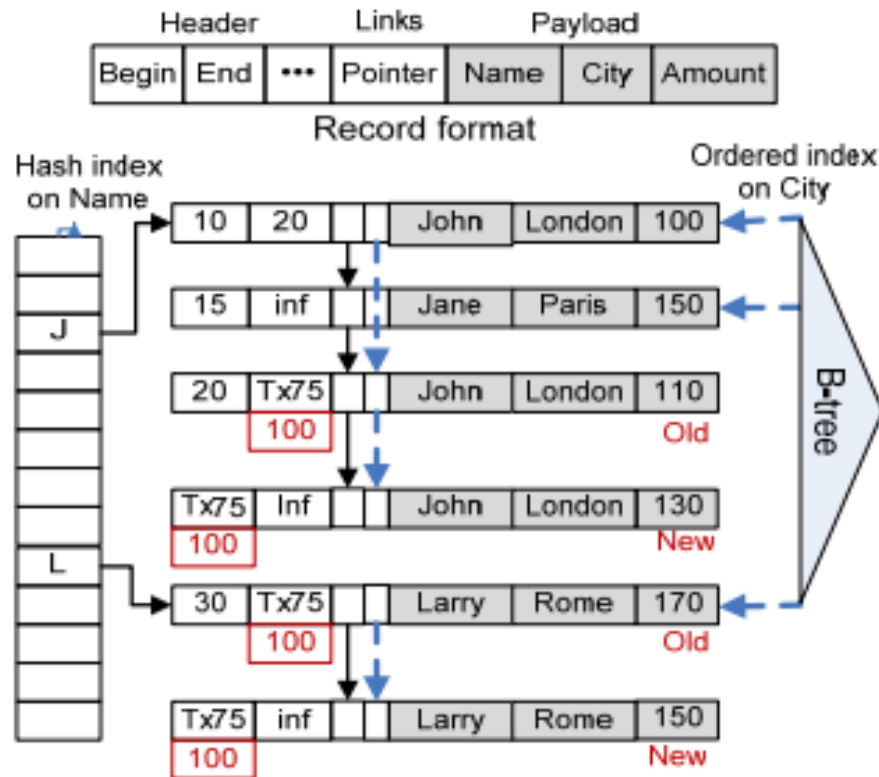 Header Links Payload
Begin End ••• Pointer Name City Amount
Record format
Hash index
on Name
Ordered index
on City
10 20 John London 100
15 inf Jane Paris 150
J
20 Tx75 John London 110
100 Old
B-tree
Tx75 Inf John London 130
100 New
L
30 Tx75 Larry Rome 170
100 Old
Tx75 inf Larry Rome 150
100 New